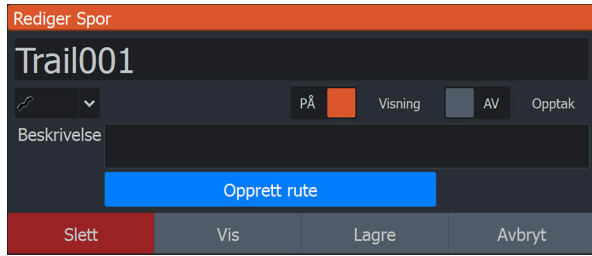 Rediger Spor
Trail001
PÅ Visning AV Opptak
Beskrivelse
Opprett rute
Slett Vis Lagre Avbryt